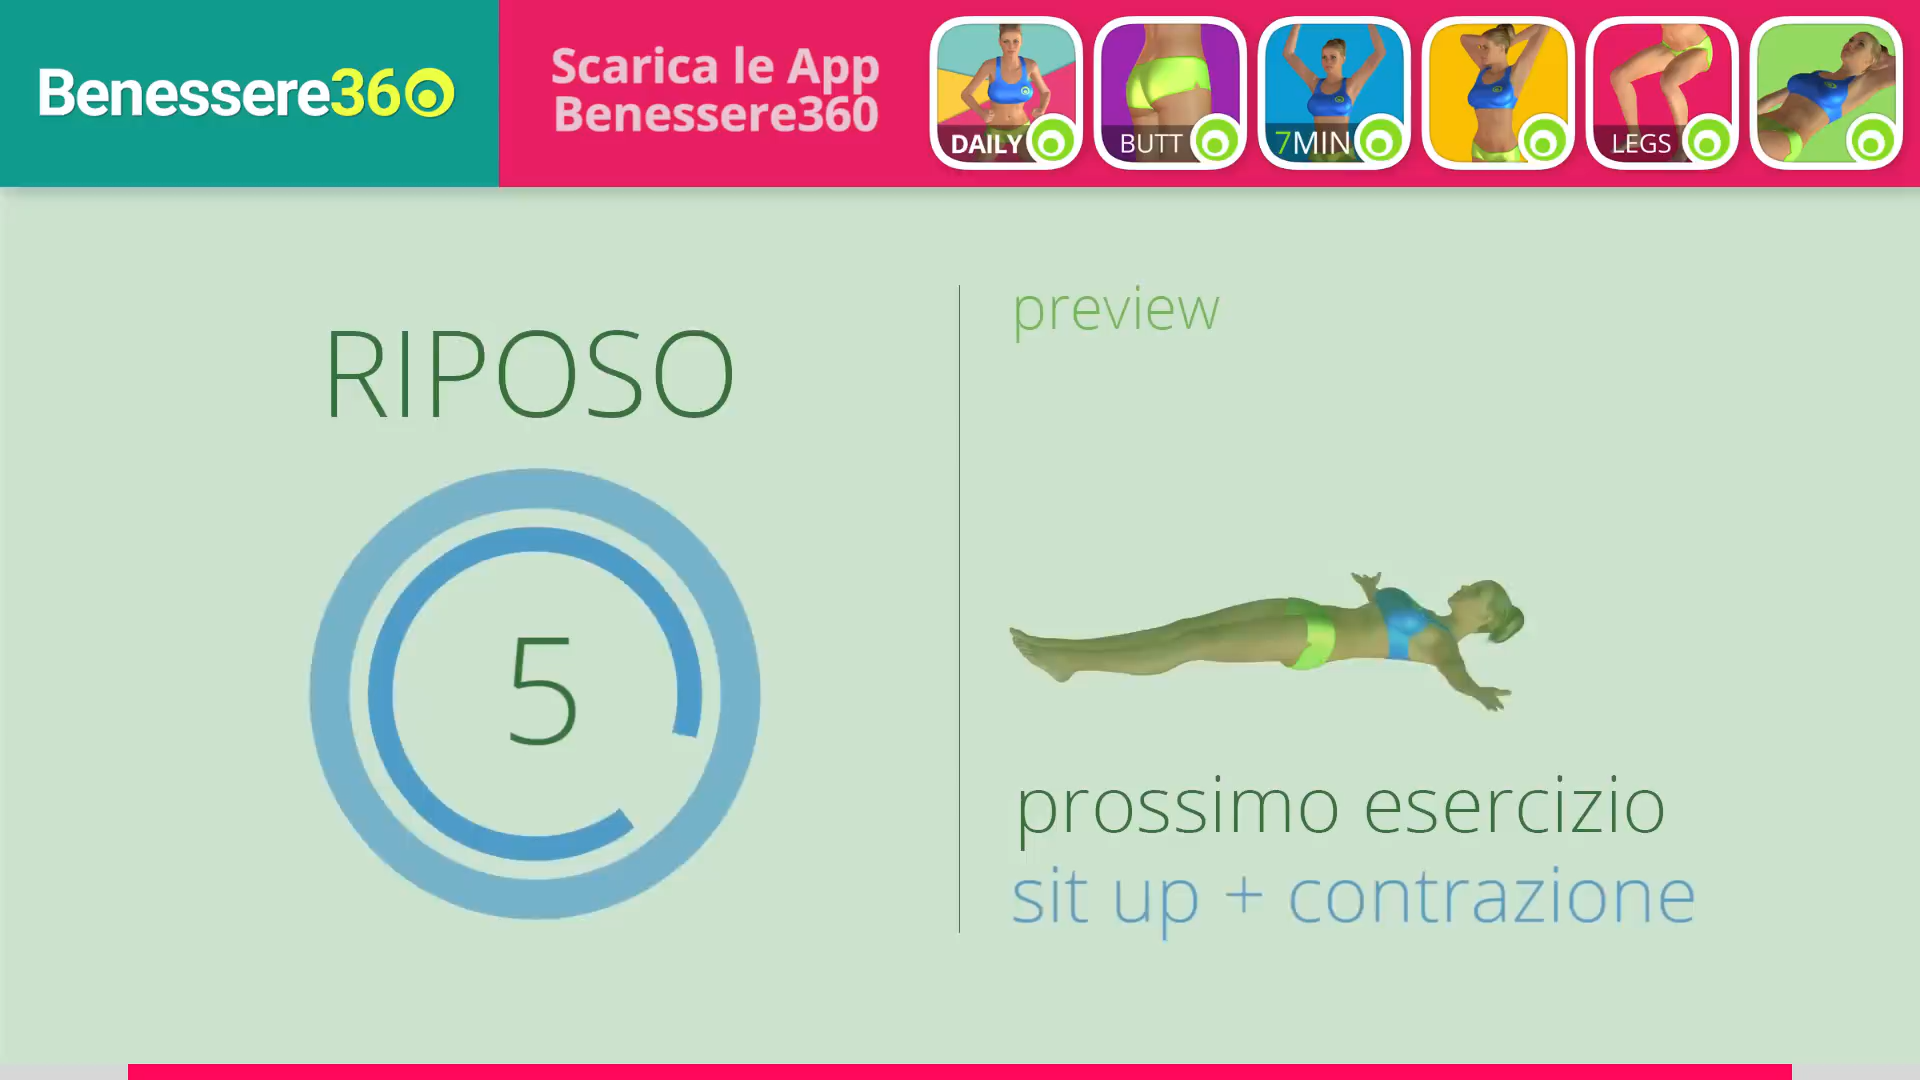 Benessere360
Scarica le App
Benessere360
DAILY
BUTT
7MIN
LEGS
RIPOSO
5
preview
prossimo esercizio
sit up + contrazione